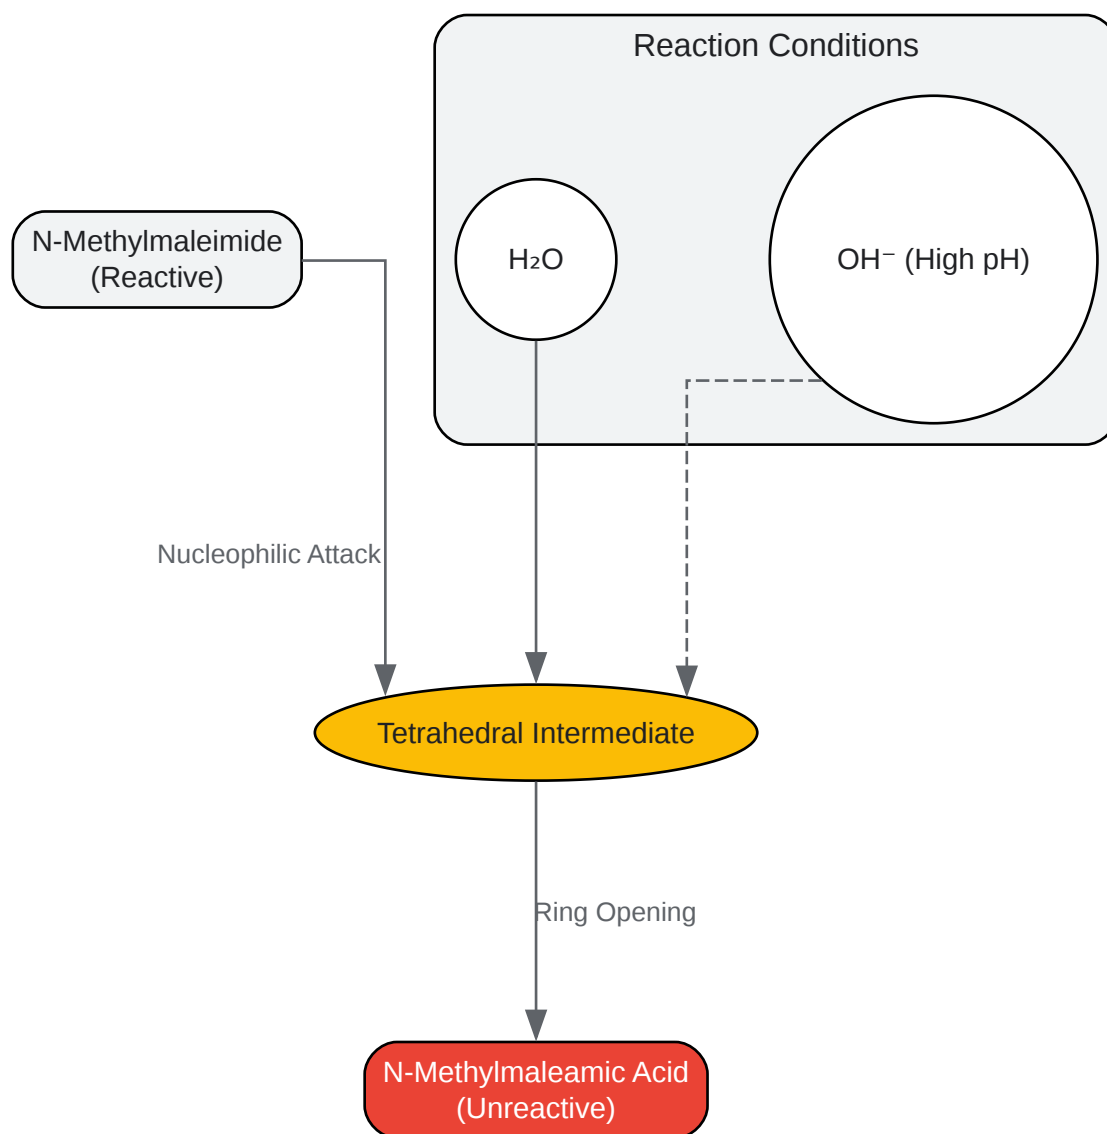 Reaction Conditions
N-Methylmaleimide
(Reactive)
H₂O
OH⁻ (High pH)
Nucleophilic Attack
Tetrahedral Intermediate
Ring Opening
N-Methylmaleamic Acid
(Unreactive)